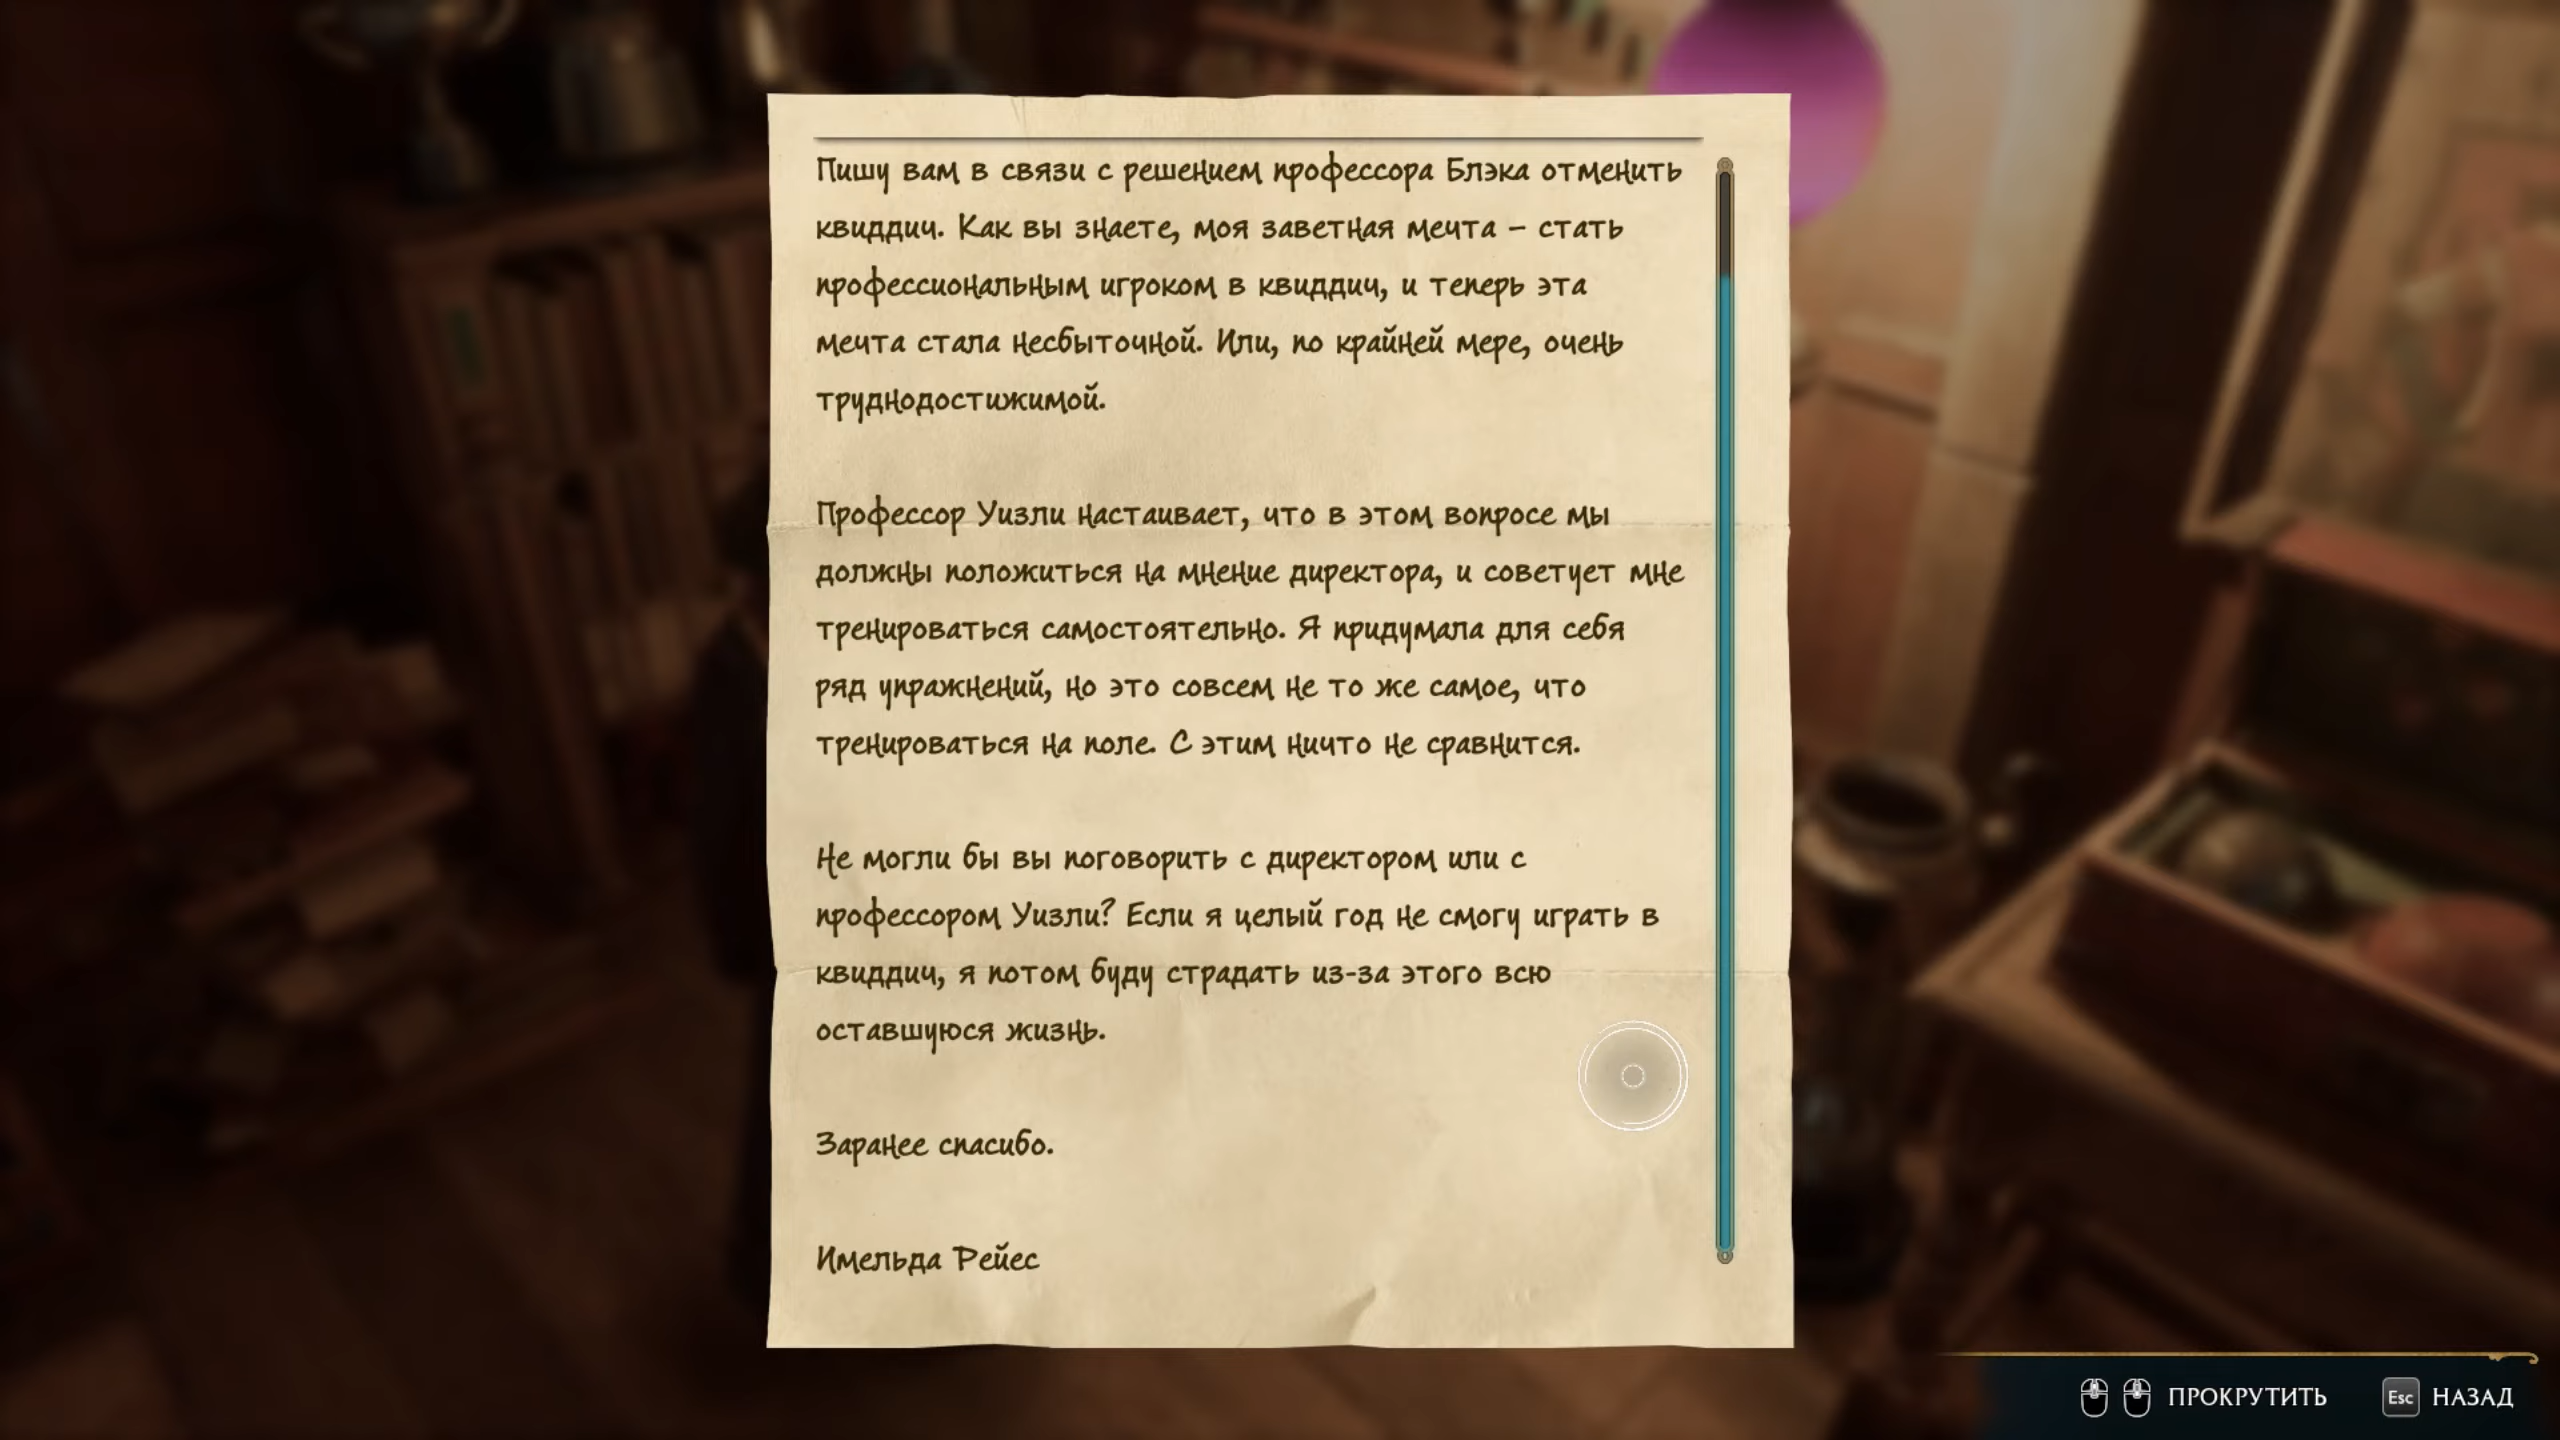 Пишу вам в связи с решением профессора Блэка отменить
квиддич. Как вы знаете, моя заветная мечта – стать
профессиональным игроком в квиддич, и теперь эта
мечта стала несбыточной. Или, по крайней мере, очень
труднодостижимой.
Профессор Уизли настаивает, что в этом вопросе мы
должны положиться на мнение директора, и советует мне
тренироваться самостоятельно. Я придумала для себя
ряд упражнений, но это совсем не то же самое, что
тренироваться на поле. С этим ничто не сравнится.
Не могли бы вы поговорить с директором или с
профессором Уизли? Если я целый год не смогу играть в
квиддич, я потом буду страдать из-за этого всю
оставшуюся жизнь.
Заранее спасибо.
Имельда Рейес
ПРОКРУТИТЬ Esc НАЗАД